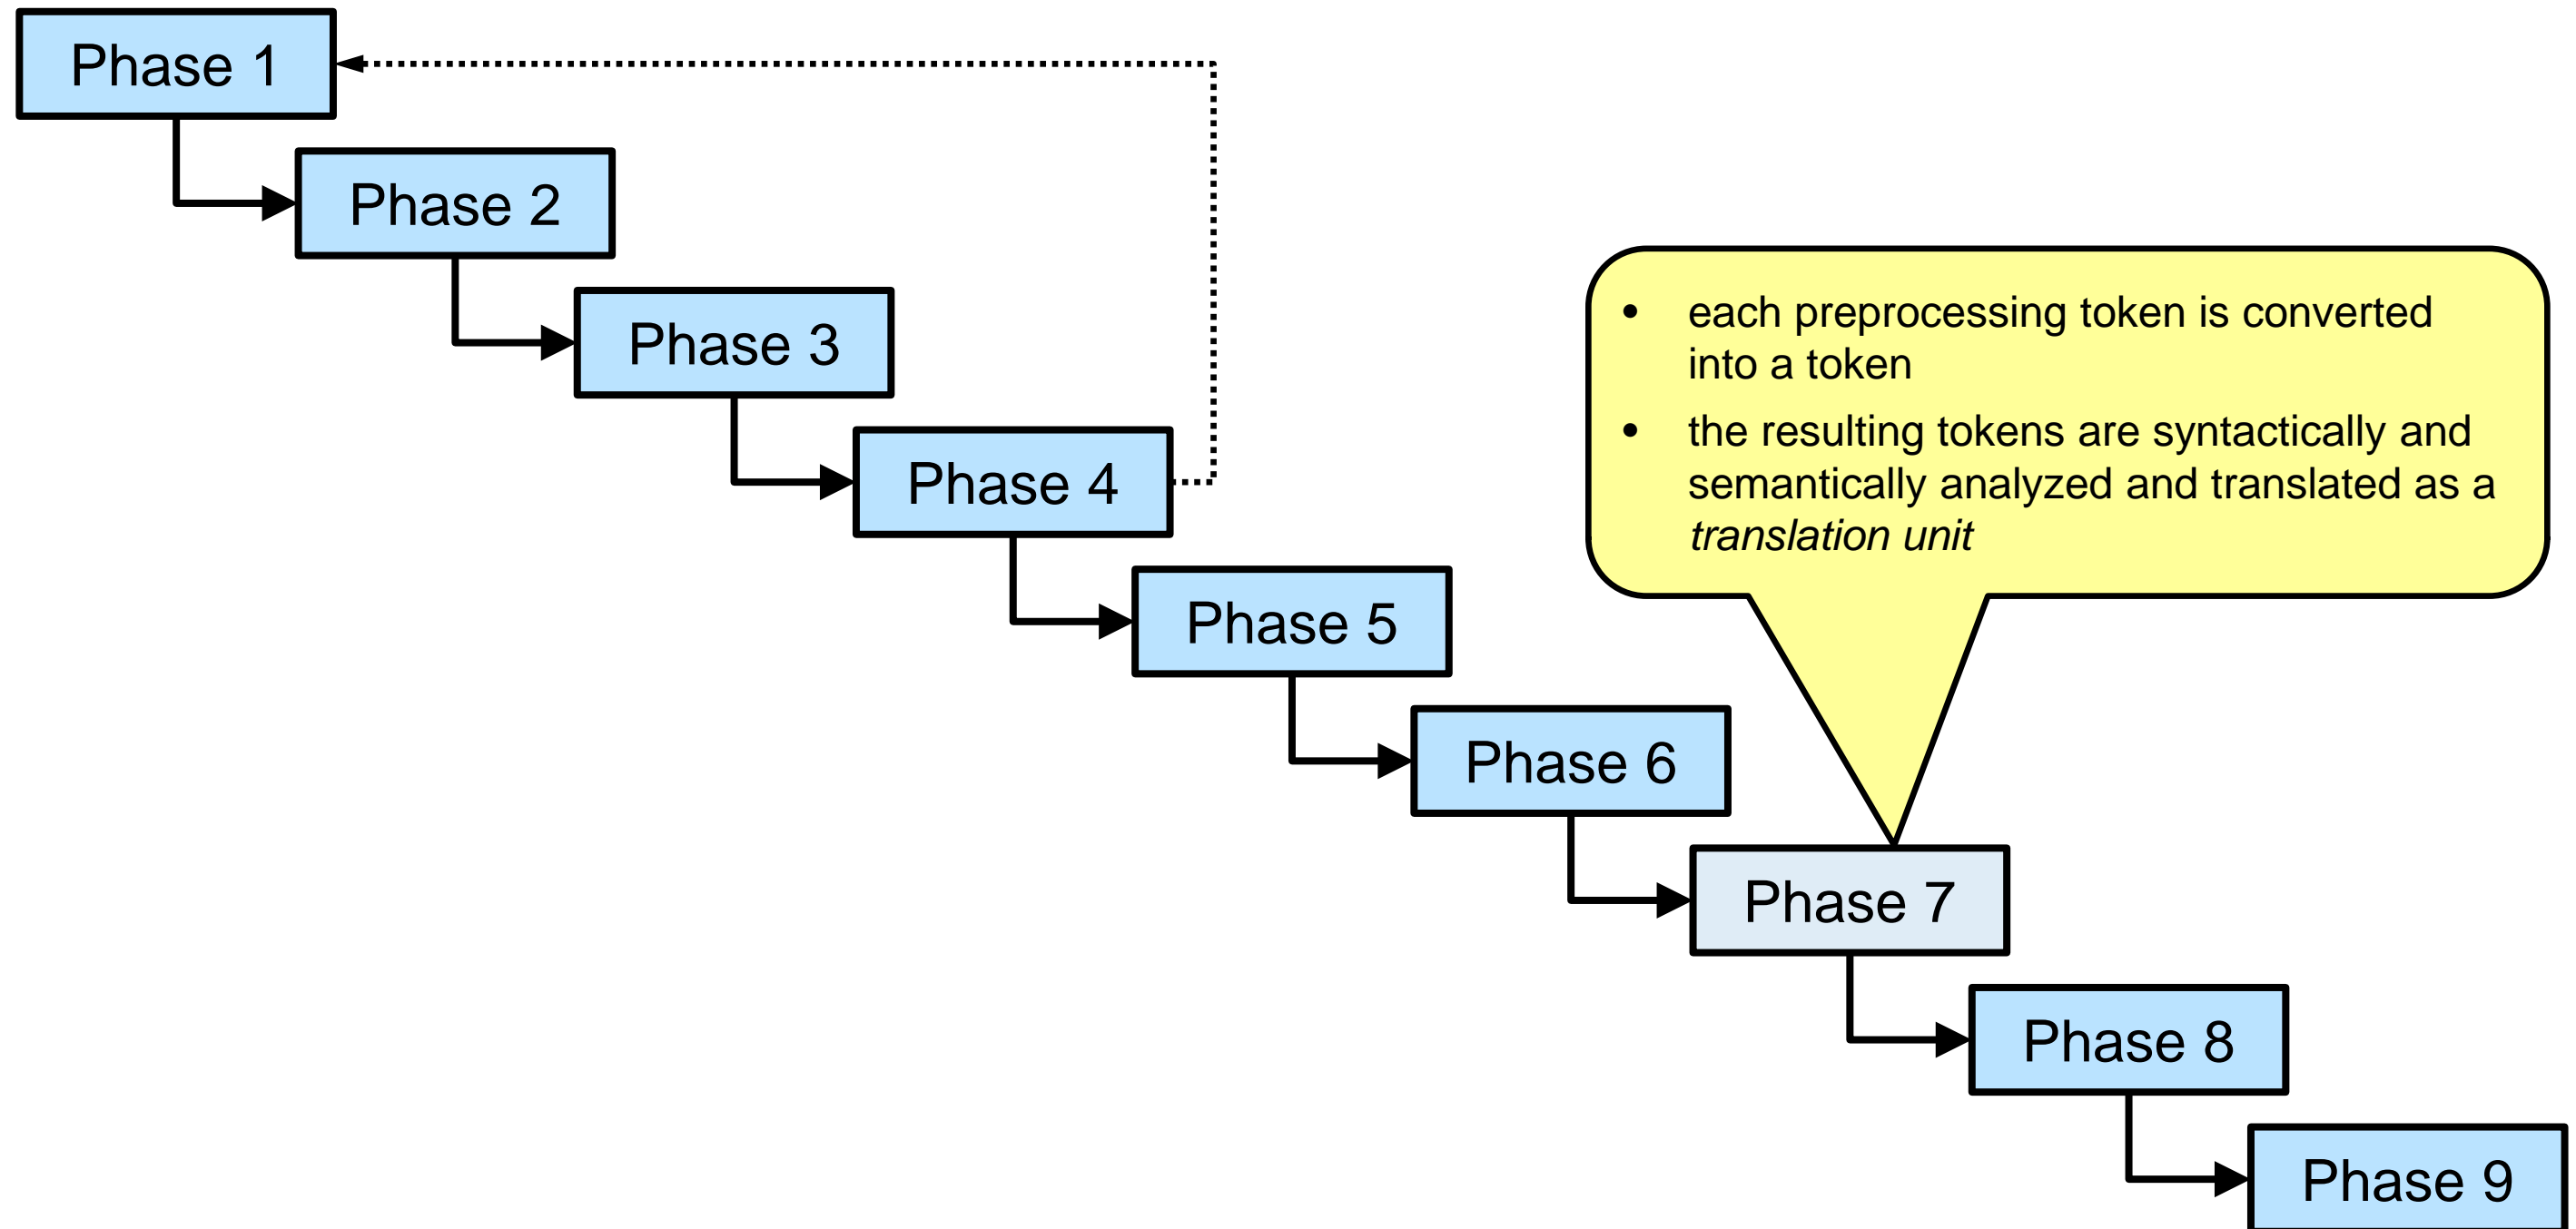 Phase 1
Phase 2
Phase 3
Phase 4
Phase 5
Phase 6
• each preprocessing token is converted
into a token
• the resulting tokens are syntactically and
semantically analyzed and translated as a
translation unit
Phase 7
Phase 8
Phase 9